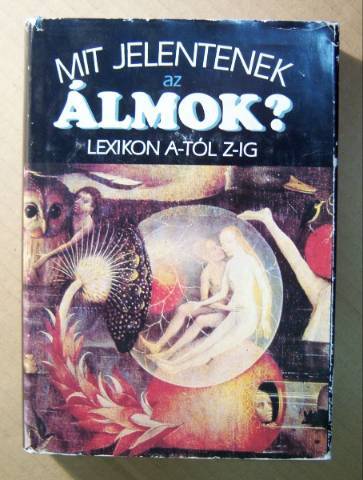 MIT JELENTENEK
az
ÁLMOK?
LEXIKON A-TÓL Z-IG